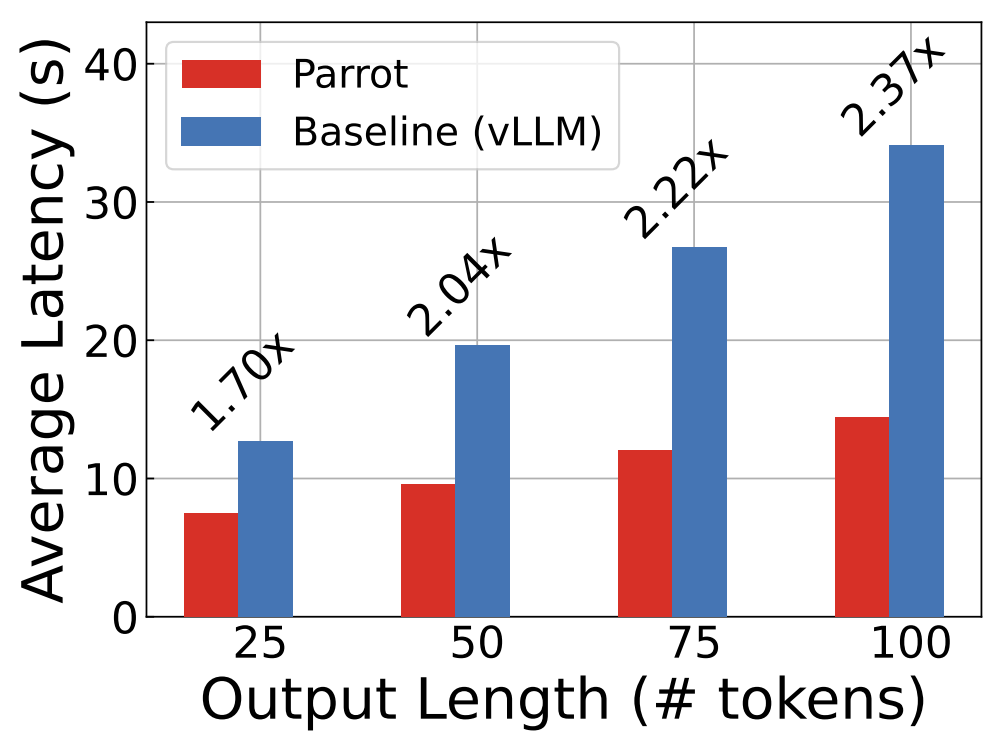 Average Latency (s)
40
30
20
10
0
Parrot
Baseline (vLLM)
1.70x
2.04x
2.22x
2.37x
25 50 75 100
Output Length (# tokens)